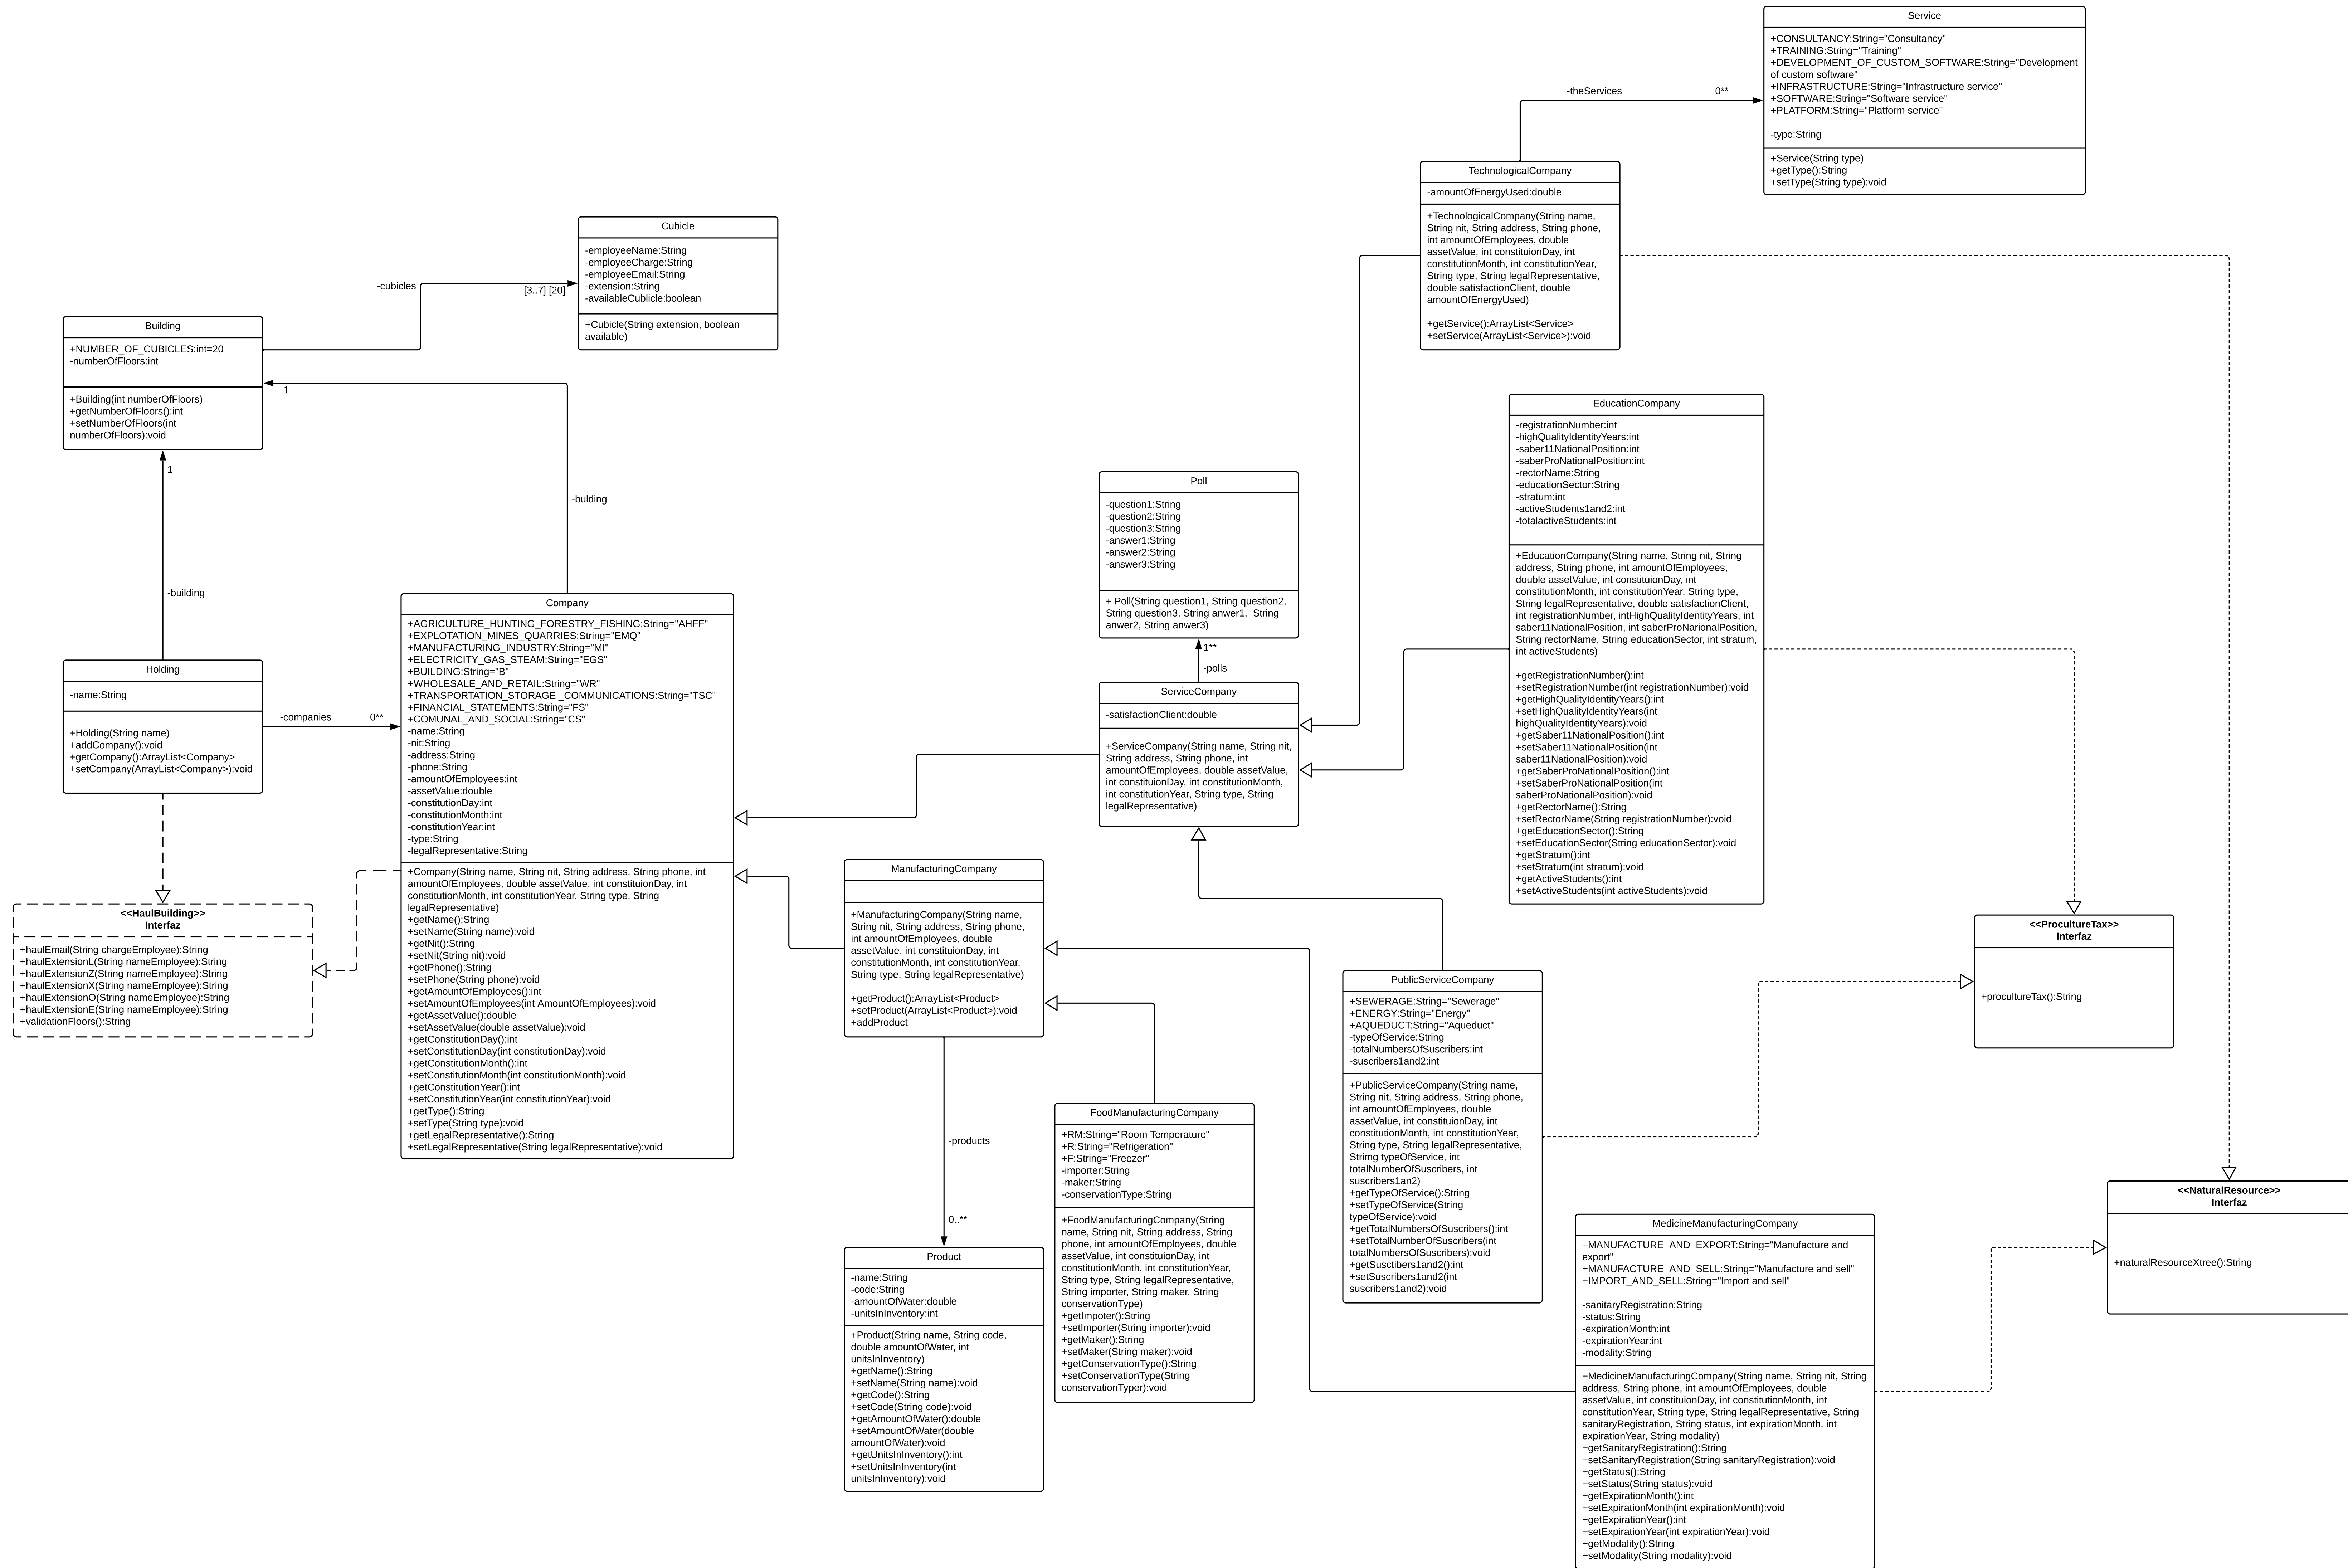 Service
+CONSULTANCY:String="Consultancy"
+TRAINING:String="Training"
+DEVELOPMENT_OF_CUSTOM_SOFTWARE:String="Development
of custom software"
+INFRASTRUCTURE:String="Infrastructure service"
+SOFTWARE:String="Software service"
+PLATFORM:String="Platform service"
-type:String
+Service(String type)
+getType():String
+setType(String type):void
-theServices
0**
TechnologicalCompany
-amountOfEnergyUsed:double
+TechnologicalCompany(String name,
String nit, String address, String phone,
int amountOfEmployees, double
assetValue, int constituionDay, int
constitutionMonth, int constitutionYear,
String type, String legalRepresentative,
double satisfactionClient, double
amountOfEnergyUsed)
+getService():ArrayList<Service>
+setService(ArrayList<Service>):void
Cubicle
-employeeName:String
-employeeCharge:String
-employeeEmail:String
-extension:String
-availableCublicle:boolean
+Cubicle(String extension, boolean
available)
-cubicles
[3..7] [20]
Building
+NUMBER_OF_CUBICLES:int=20
-numberOfFloors:int
+Building(int numberOfFloors)
+getNumberOfFloors():int
+setNumberOfFloors(int
numberOfFloors):void
1
1
-bulding
-building
EducationCompany
-registrationNumber:int
-highQualityIdentityYears:int
-saber11NationalPosition:int
-saberProNationalPosition:int
-rectorName:String
-educationSector:String
-stratum:int
-activeStudents1and2:int
-totalactiveStudents:int
+EducationCompany(String name, String nit, String
address, String phone, int amountOfEmployees,
double assetValue, int constituionDay, int
constitutionMonth, int constitutionYear, String type,
String legalRepresentative, double satisfactionClient,
int registrationNumber, intHighQualityIdentityYears, int
saber11NationalPosition, int saberProNarionalPosition,
String rectorName, String educationSector, int stratum,
int activeStudents)
+getRegistrationNumber():int
+setRegistrationNumber(int registrationNumber):void
+getHighQualityIdentityYears():int
+setHighQualityIdentityYears(int
highQualityIdentityYears):void
+getSaber11NationalPosition():int
+setSaber11NationalPosition(int
saber11NationalPosition):void
+getSaberProNationalPosition():int
+setSaberProNationalPosition(int
saberProNationalPosition):void
+getRectorName():String
+setRectorName(String registrationNumber):void
+getEducationSector():String
+setEducationSector(String educationSector):void
+getStratum():int
+setStratum(int stratum):void
+getActiveStudents():int
+setActiveStudents(int activeStudents):void
Poll
-question1:String
-question2:String
-question3:String
-answer1:String
-answer2:String
-answer3:String
+ Poll(String question1, String question2,
String question3, String anwer1,  String
anwer2, String anwer3)
1**
-polls
ServiceCompany
-satisfactionClient:double
+ServiceCompany(String name, String nit,
String address, String phone, int
amountOfEmployees, double assetValue,
int constituionDay, int constitutionMonth,
int constitutionYear, String type, String
legalRepresentative)
Holding
-name:String
+Holding(String name)
+addCompany():void
+getCompany():ArrayList<Company>
+setCompany(ArrayList<Company>):void
-companies
0**
Company
+AGRICULTURE_HUNTING_FORESTRY_FISHING:String="AHFF"
+EXPLOTATION_MINES_QUARRIES:String="EMQ"
+MANUFACTURING_INDUSTRY:String="MI"
+ELECTRICITY_GAS_STEAM:String="EGS"
+BUILDING:String="B"
+WHOLESALE_AND_RETAIL:String="WR"
+TRANSPORTATION_STORAGE _COMMUNICATIONS:String="TSC"
+FINANCIAL_STATEMENTS:String="FS"
+COMUNAL_AND_SOCIAL:String="CS"
-name:String
-nit:String
-address:String
-phone:String
-amountOfEmployees:int
-assetValue:double
-constitutionDay:int
-constitutionMonth:int
-constitutionYear:int
-type:String
-legalRepresentative:String
+Company(String name, String nit, String address, String phone, int
amountOfEmployees, double assetValue, int constituionDay, int
constitutionMonth, int constitutionYear, String type, String
legalRepresentative)
+getName():String
+setName(String name):void
+getNit():String
+setNit(String nit):void
+getPhone():String
+setPhone(String phone):void
+getAmountOfEmployees():int
+setAmountOfEmployees(int AmountOfEmployees):void
+getAssetValue():double
+setAssetValue(double assetValue):void
+getConstitutionDay():int
+setConstitutionDay(int constitutionDay):void
+getConstitutionMonth():int
+setConstitutionMonth(int constitutionMonth):void
+getConstitutionYear():int
+setConstitutionYear(int constitutionYear):void
+getType():String
+setType(String type):void
+getLegalRepresentative():String
+setLegalRepresentative(String legalRepresentative):void
<<HaulBuilding>>
Interfaz
+haulEmail(String chargeEmployee):String
+haulExtensionL(String nameEmployee):String
+haulExtensionZ(String nameEmployee):String
+haulExtensionX(String nameEmployee):String
+haulExtensionO(String nameEmployee):String
+haulExtensionE(String nameEmployee):String
+validationFloors():String
ManufacturingCompany
+ManufacturingCompany(String name,
String nit, String address, String phone,
int amountOfEmployees, double
assetValue, int constituionDay, int
constitutionMonth, int constitutionYear,
String type, String legalRepresentative)
+getProduct():ArrayList<Product>
+setProduct(ArrayList<Product>):void
+addProduct
-products
0..**
Product
-name:String
-code:String
-amountOfWater:double
-unitsInInventory:int
+Product(String name, String code,
double amountOfWater, int
unitsInInventory)
+getName():String
+setName(String name):void
+getCode():String
+setCode(String code):void
+getAmountOfWater():double
+setAmountOfWater(double
amountOfWater):void
+getUnitsInInventory():int
+setUnitsInInventory(int
unitsInInventory):void
FoodManufacturingCompany
+RM:String="Room Temperature"
+R:String="Refrigeration"
+F:String="Freezer"
-importer:String
-maker:String
-conservationType:String
+FoodManufacturingCompany(String
name, String nit, String address, String
phone, int amountOfEmployees, double
assetValue, int constituionDay, int
constitutionMonth, int constitutionYear,
String type, String legalRepresentative,
String importer, String maker, String
conservationType)
+getImpoter():String
+setImporter(String importer):void
+getMaker():String
+setMaker(String maker):void
+getConservationType():String
+setConservationType(String
conservationTyper):void
PublicServiceCompany
+SEWERAGE:String="Sewerage"
+ENERGY:String="Energy"
+AQUEDUCT:String="Aqueduct"
-typeOfService:String
-totalNumbersOfSuscribers:int
-suscribers1and2:int
+PublicServiceCompany(String name,
String nit, String address, String phone,
int amountOfEmployees, double
assetValue, int constituionDay, int
constitutionMonth, int constitutionYear,
String type, String legalRepresentative,
Strimg typeOfService, int
totalNumberOfSuscribers, int
suscribers1an2)
+getTypeOfService():String
+setTypeOfService(String
typeOfService):void
+getTotalNumbersOfSuscribers():int
+setTotalNumberOfSuscribers(int
totalNumbersOfSuscribers):void
+getSusctibers1and2():int
+setSuscribers1and2(int
suscribers1and2):void
<<ProcultureTax>>
Interfaz
+procultureTax():String
<<NaturalResource>>
Interfaz
+naturalResourceXtree():String
MedicineManufacturingCompany
+MANUFACTURE_AND_EXPORT:String="Manufacture and
export"
+MANUFACTURE_AND_SELL:String="Manufacture and sell"
+IMPORT_AND_SELL:String="Import and sell"
-sanitaryRegistration:String
-status:String
-expirationMonth:int
-expirationYear:int
-modality:String
+MedicineManufacturingCompany(String name, String nit, String
address, String phone, int amountOfEmployees, double
assetValue, int constituionDay, int constitutionMonth, int
constitutionYear, String type, String legalRepresentative, String
sanitaryRegistration, String status, int expirationMonth, int
expirationYear, String modality)
+getSanitaryRegistration():String
+setSanitaryRegistration(String sanitaryRegistration):void
+getStatus():String
+setStatus(String status):void
+getExpirationMonth():int
+setExpirationMonth(int expirationMonth):void
+getExpirationYear():int
+setExpirationYear(int expirationYear):void
+getModality():String
+setModality(String modality):void